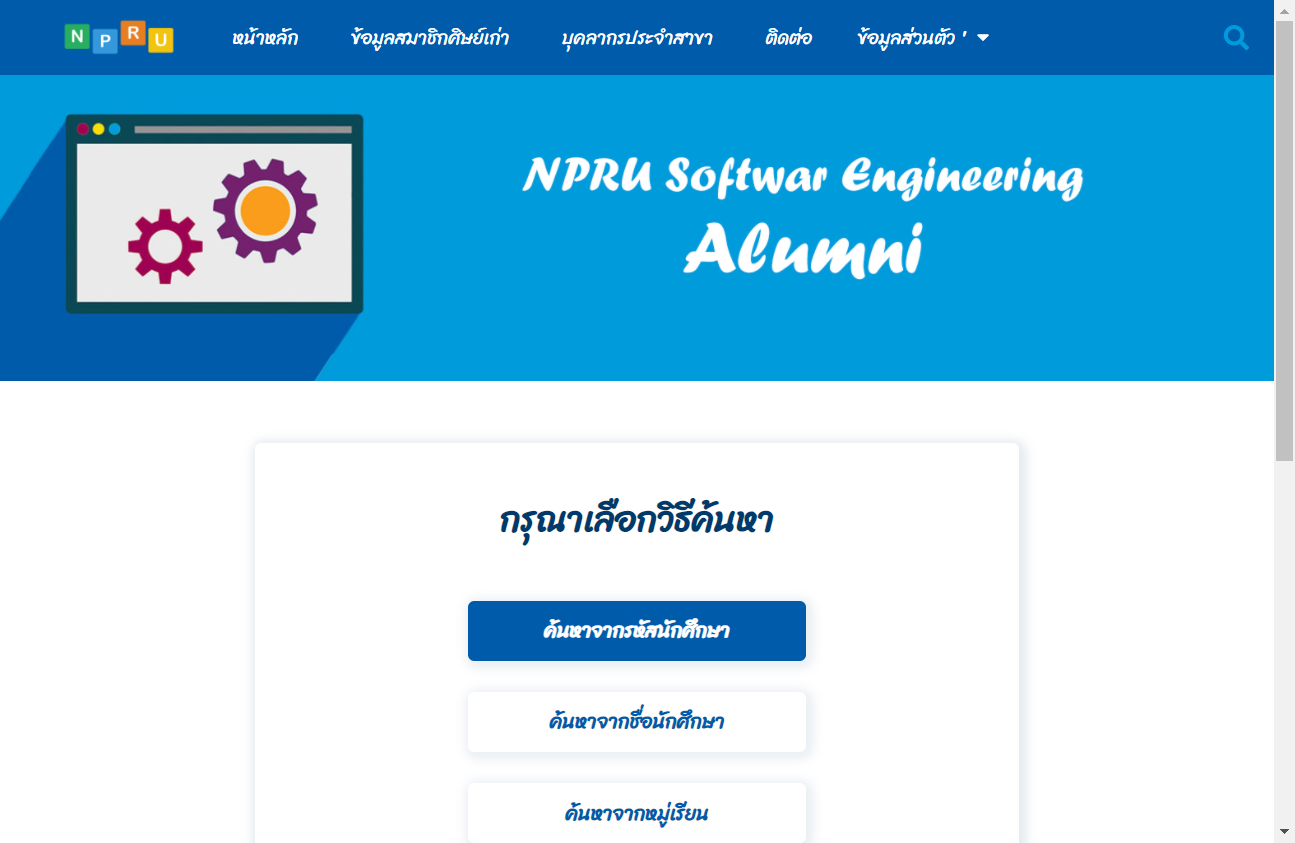 NPRU
หน้าหลัก
ข้อมูลสมาชิกศิษย์เก่า
บุคลากรประจำสาขา
ติดต่อ
ข้อมูลส่วนตัว '
NPRU Softwar Engineering
Alumni
กรุณาเลือกวิธีค้นหา
ค้นหาจากรหัสนักศึกษา
ค้นหาจากชื่อนักศึกษา
ค้นหาจากหมู่เรียน